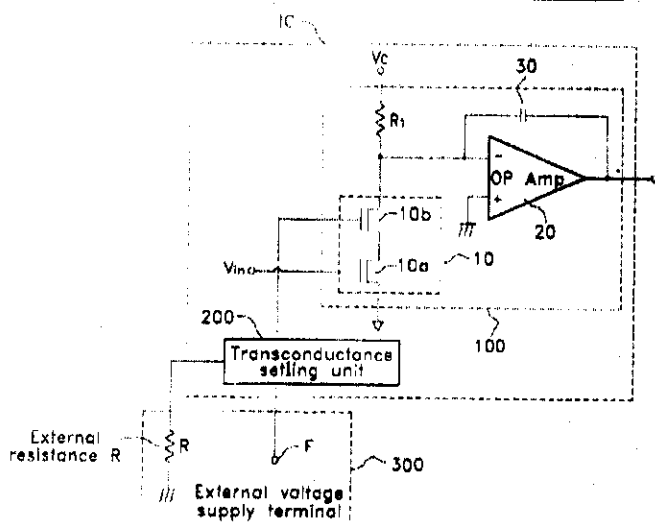 IC
Vc
30
R1
-
OP Amp
+
20
10b
10a
10
Vin
200
100
Transconductance
setling unit
External
resistance R
R
F
300
External voltage
supply terminal